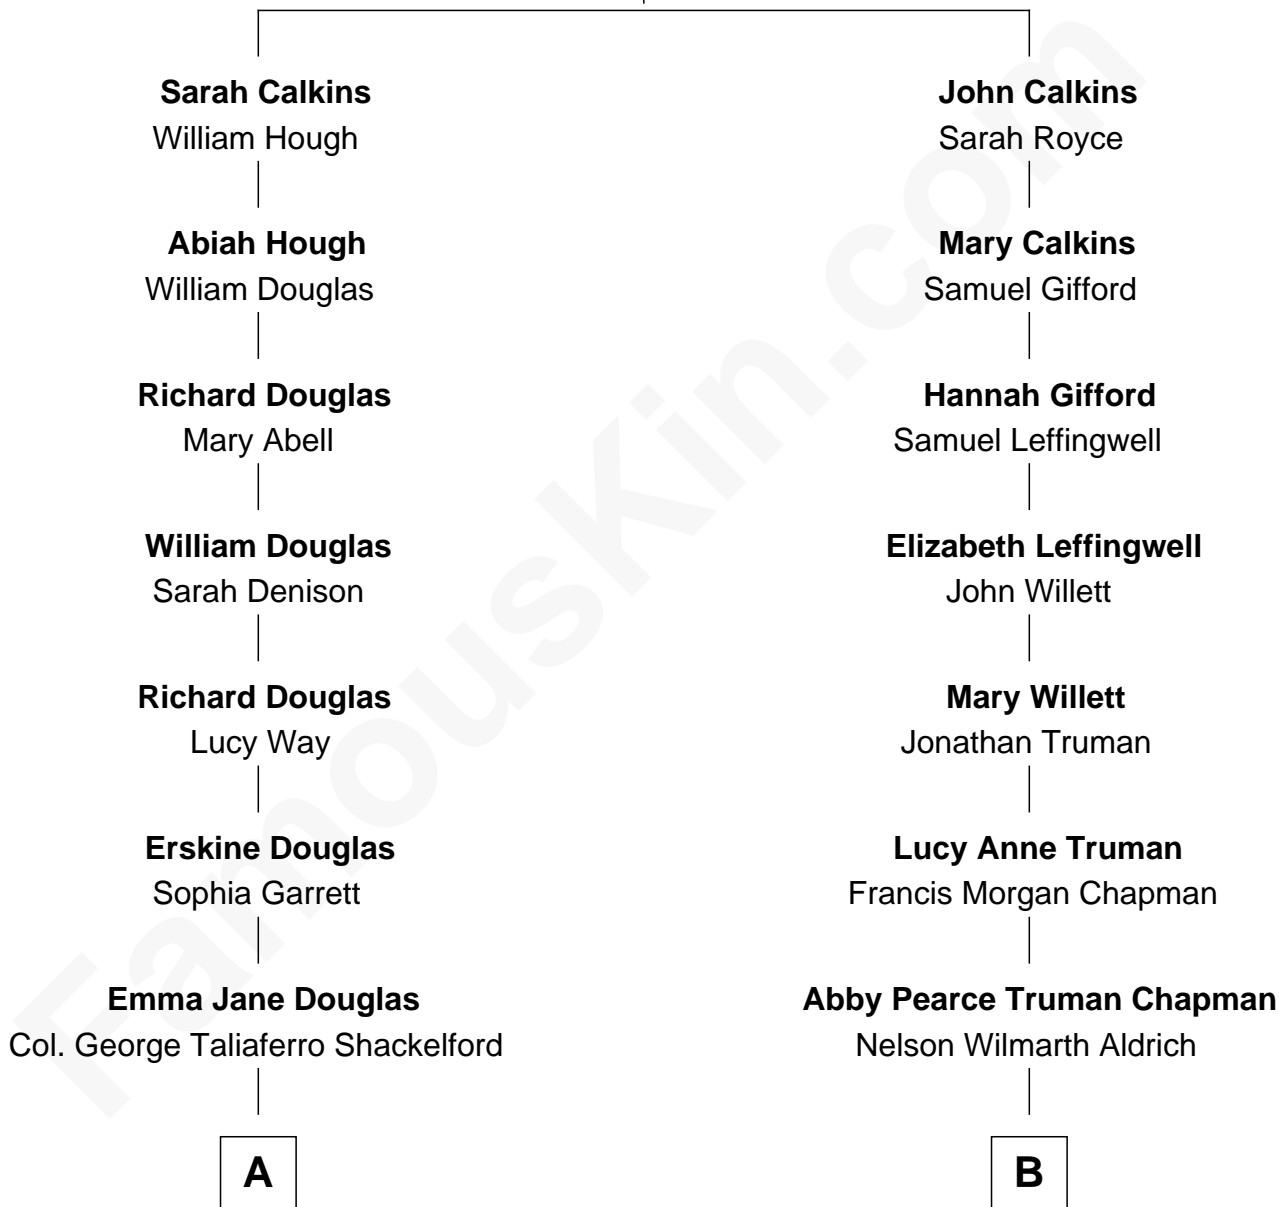 Sarah Calkins
William Hough
John Calkins
Sarah Royce
Abiah Hough
William Douglas
Mary Calkins
Samuel Gifford
Richard Douglas
Mary Abell
Hannah Gifford
Samuel Leffingwell
William Douglas
Sarah Denison
Elizabeth Leffingwell
John Willett
Richard Douglas
Lucy Way
Mary Willett
Jonathan Truman
Erskine Douglas
Sophia Garrett
Lucy Anne Truman
Francis Morgan Chapman
Emma Jane Douglas
Col. George Taliaferro Shackelford
Abby Pearce Truman Chapman
Nelson Wilmarth Aldrich
A
B
FamousKin.com